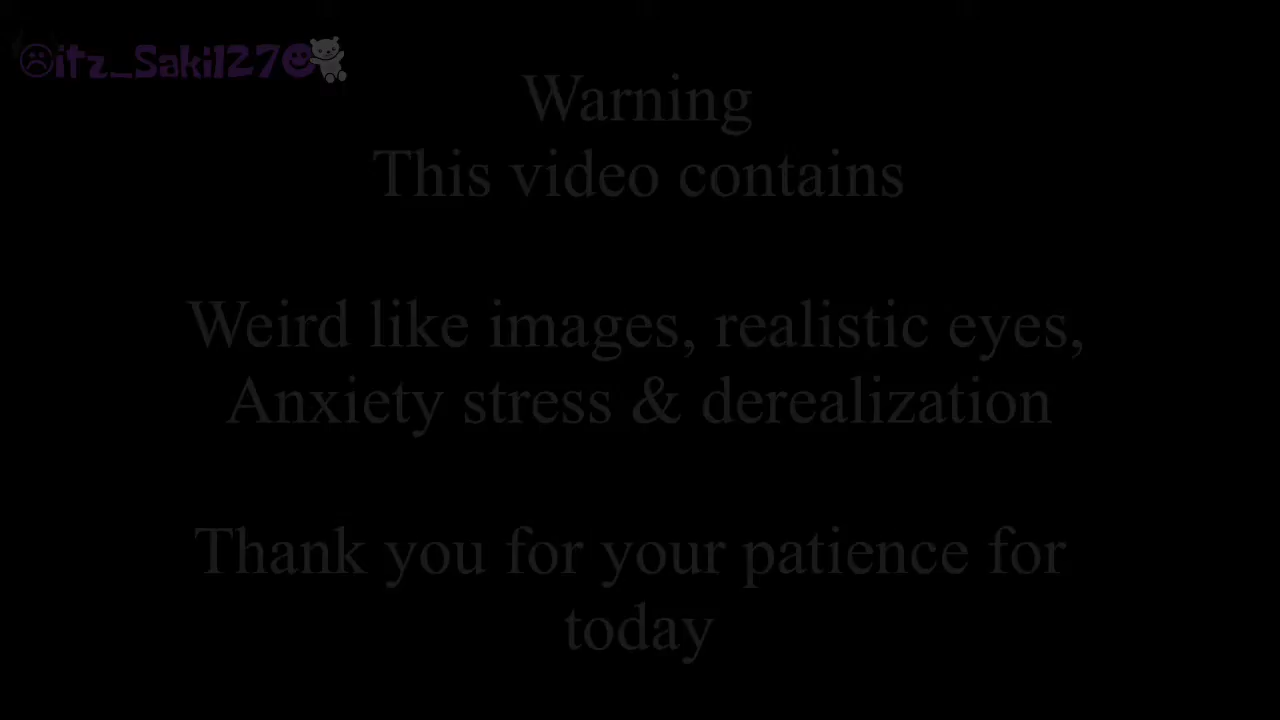 ☹itz_Saki127☻
Warning
This video contains
Weird like images, realistic eyes,
Anxiety stress & derealization
Thank you for your patience for
today